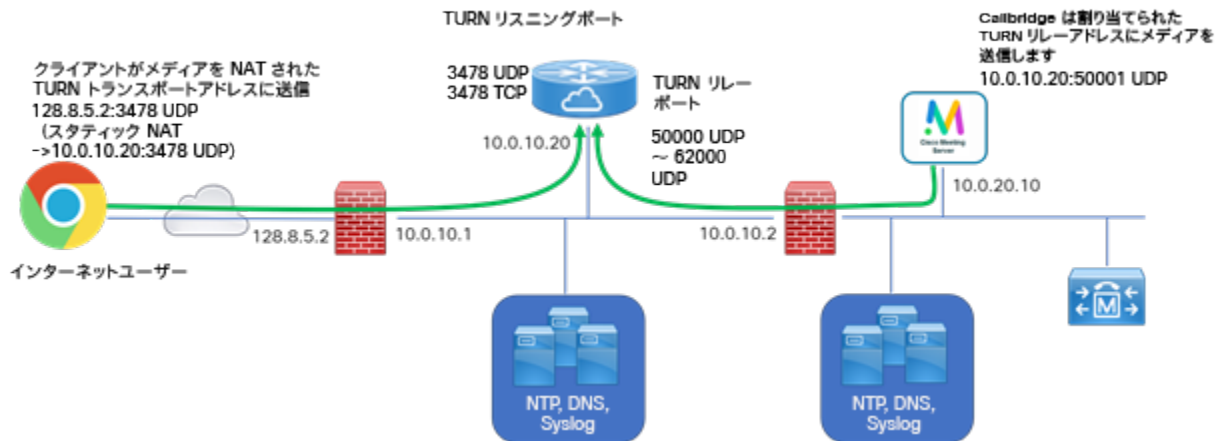 TURN リスニングポート
Callbridge は割り当てられた
TURN リレーアドレスにメディアを
送信します
10.0.10.20:50001 UDP
クライアントがメディアを NAT された
TURN トランスポートアドレスに送信
128.8.5.2:3478 UDP
(スタティック NAT
->10.0.10.20:3478 UDP)
3478 UDP
3478 TCP
TURN リレー
ポート
50000 UDP
~ 62000
UDP
10.0.10.20
Cisco Meeting
Server
10.0.20.10
128.8.5.2
10.0.10.1
10.0.10.2
インターネットユーザー
M
NTP, DNS,
Syslog
NTP, DNS,
Syslog